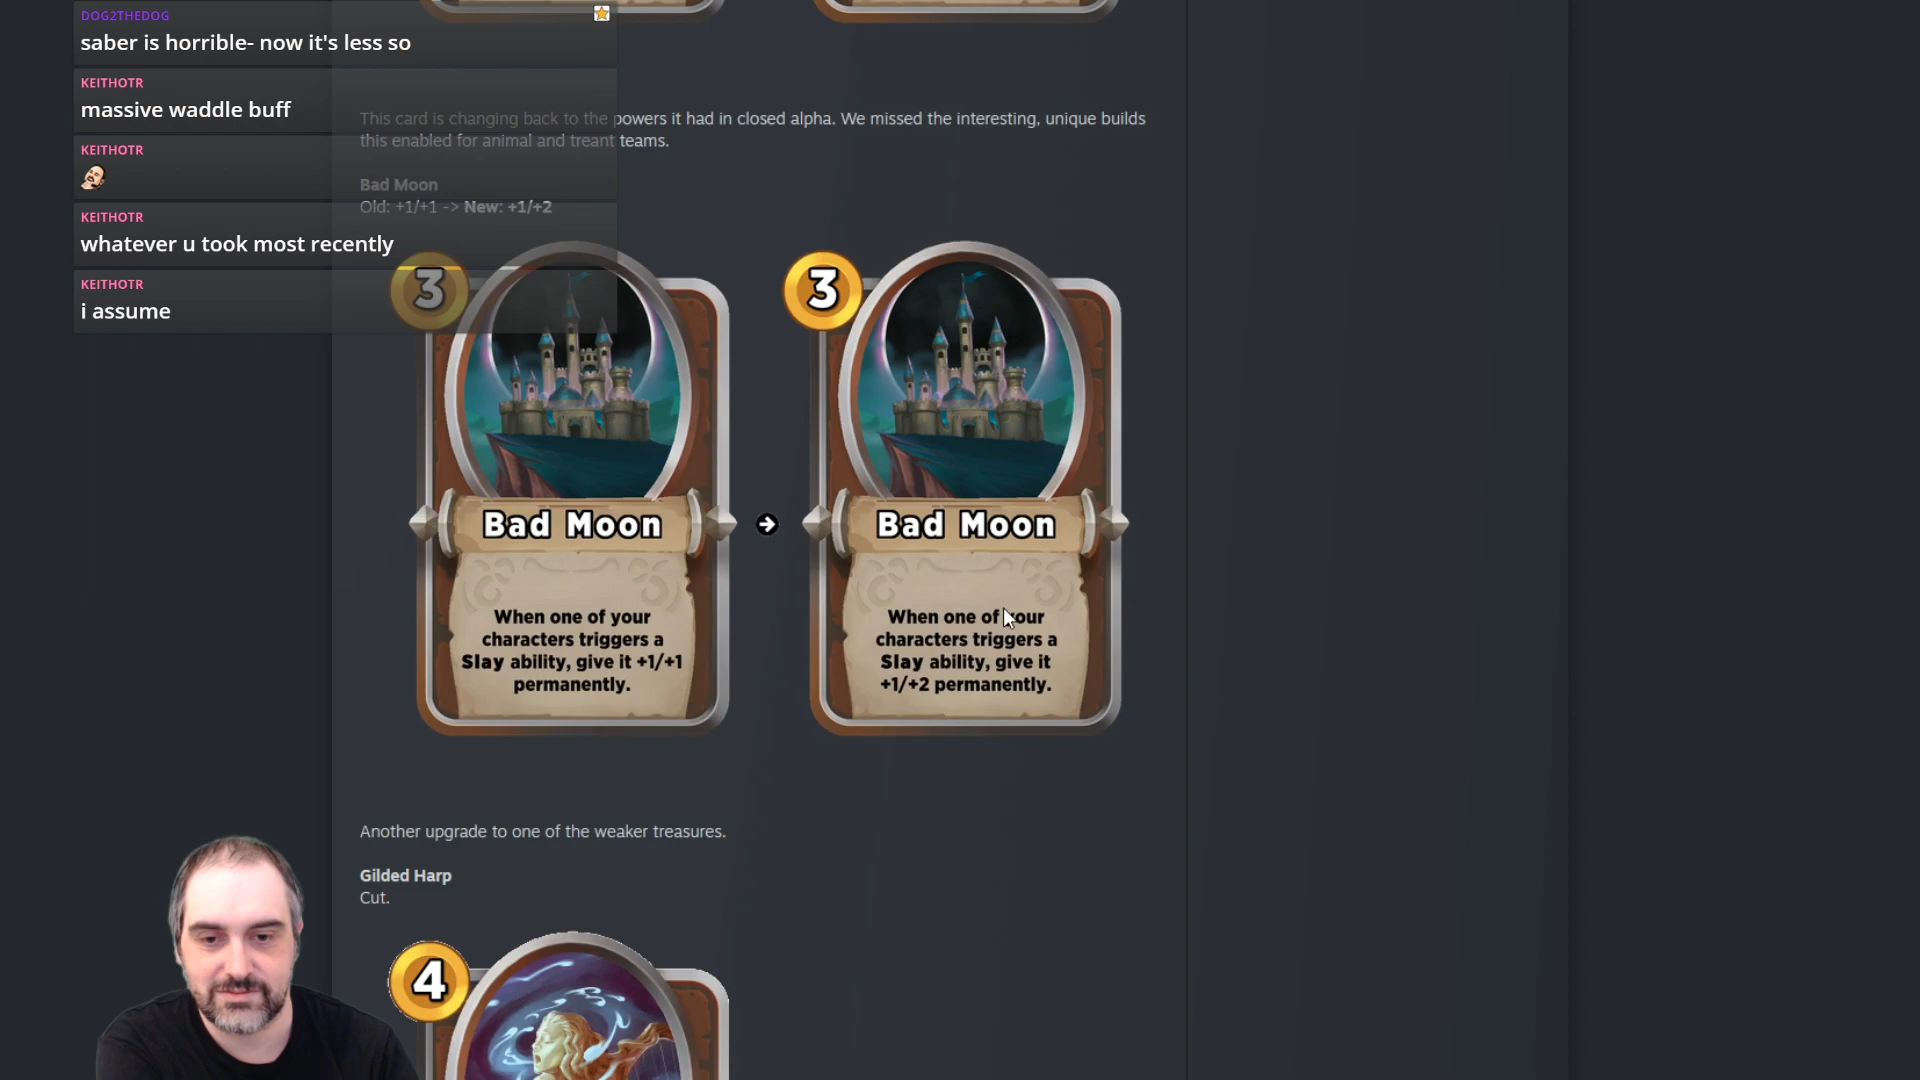 DOG2THEDOG
saber is horrible- now it's less so
KEITHOTR
massive waddle buff
KEITHOTR
KEITHOTR
whatever u took most recently
KEITHOTR
i assume
This card is changing back to the powers it had in closed alpha. We missed the interesting, unique builds
this enabled for animal and treant teams.
Bad Moon
Old: +1/+1 -> New: +1/+2
3
Bad Moon
When one of your
characters triggers a
Slay ability, give it +1/+1
permanently.
3
Bad Moon
When one of your
characters triggers a
Slay ability, give it
+1/+2 permanently.
Another upgrade to one of the weaker treasures.
Gilded Harp
Cut.
4